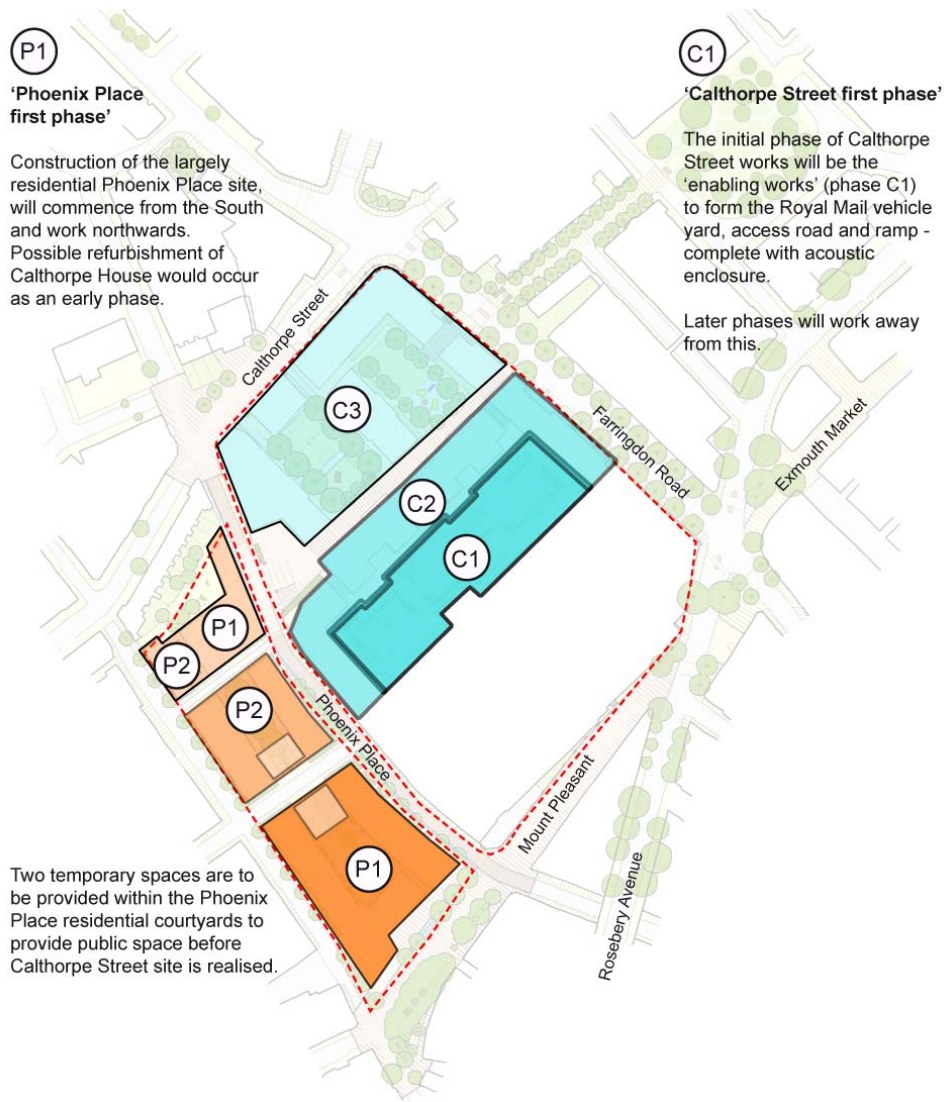 P1
‘Phoenix Place
first phase’
Construction of the largely
residential Phoenix Place site,
will commence from the South
and work northwards.
Possible refurbishment of
Calthorpe House would occur
as an early phase.
C1
‘Calthorpe Street first phase’
The initial phase of Calthorpe
Street works will be the
‘enabling works’ (phase C1)
to form the Royal Mail vehicle
yard, access road and ramp -
complete with acoustic
enclosure.
Later phases will work away
from this.
Calthorpe Street
C3
Farringdon Road
Exmouth Market
C2
C1
P1
P2
P2
Phoenix Place
Mount Pleasant
P1
Rosebery Avenue
Two temporary spaces are to
be provided within the Phoenix
Place residential courtyards to
provide public space before
Calthorpe Street site is realised.